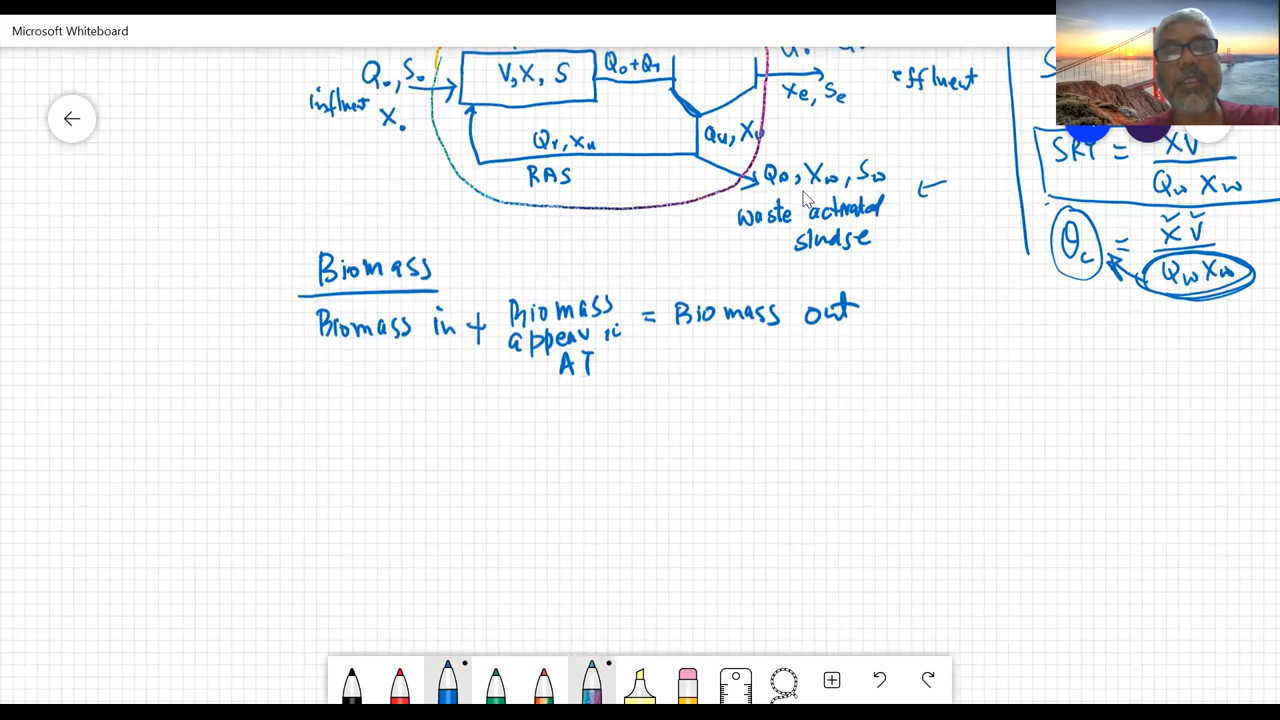 Microsoft Whiteboard
Q₀, S₀
influent
X₀
V, X, S
Q₀+Qᵣ
Xe, Se
effluent
Qᵣ, Xᵤ
RAS
Qᵤ, Xᵤ
Qw, Xw, Sw
waste activated
sludge
SRT = XV / Qw Xw
θc = X V / Qw Xw
Biomass
Biomass in + Biomass = Biomass out
appear in
AT